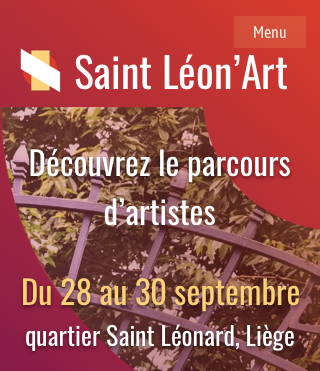 Menu
Saint Léon’Art
Découvrez le parcours
d’artistes
Du 28 au 30 septembre
quartier Saint Léonard, Liège